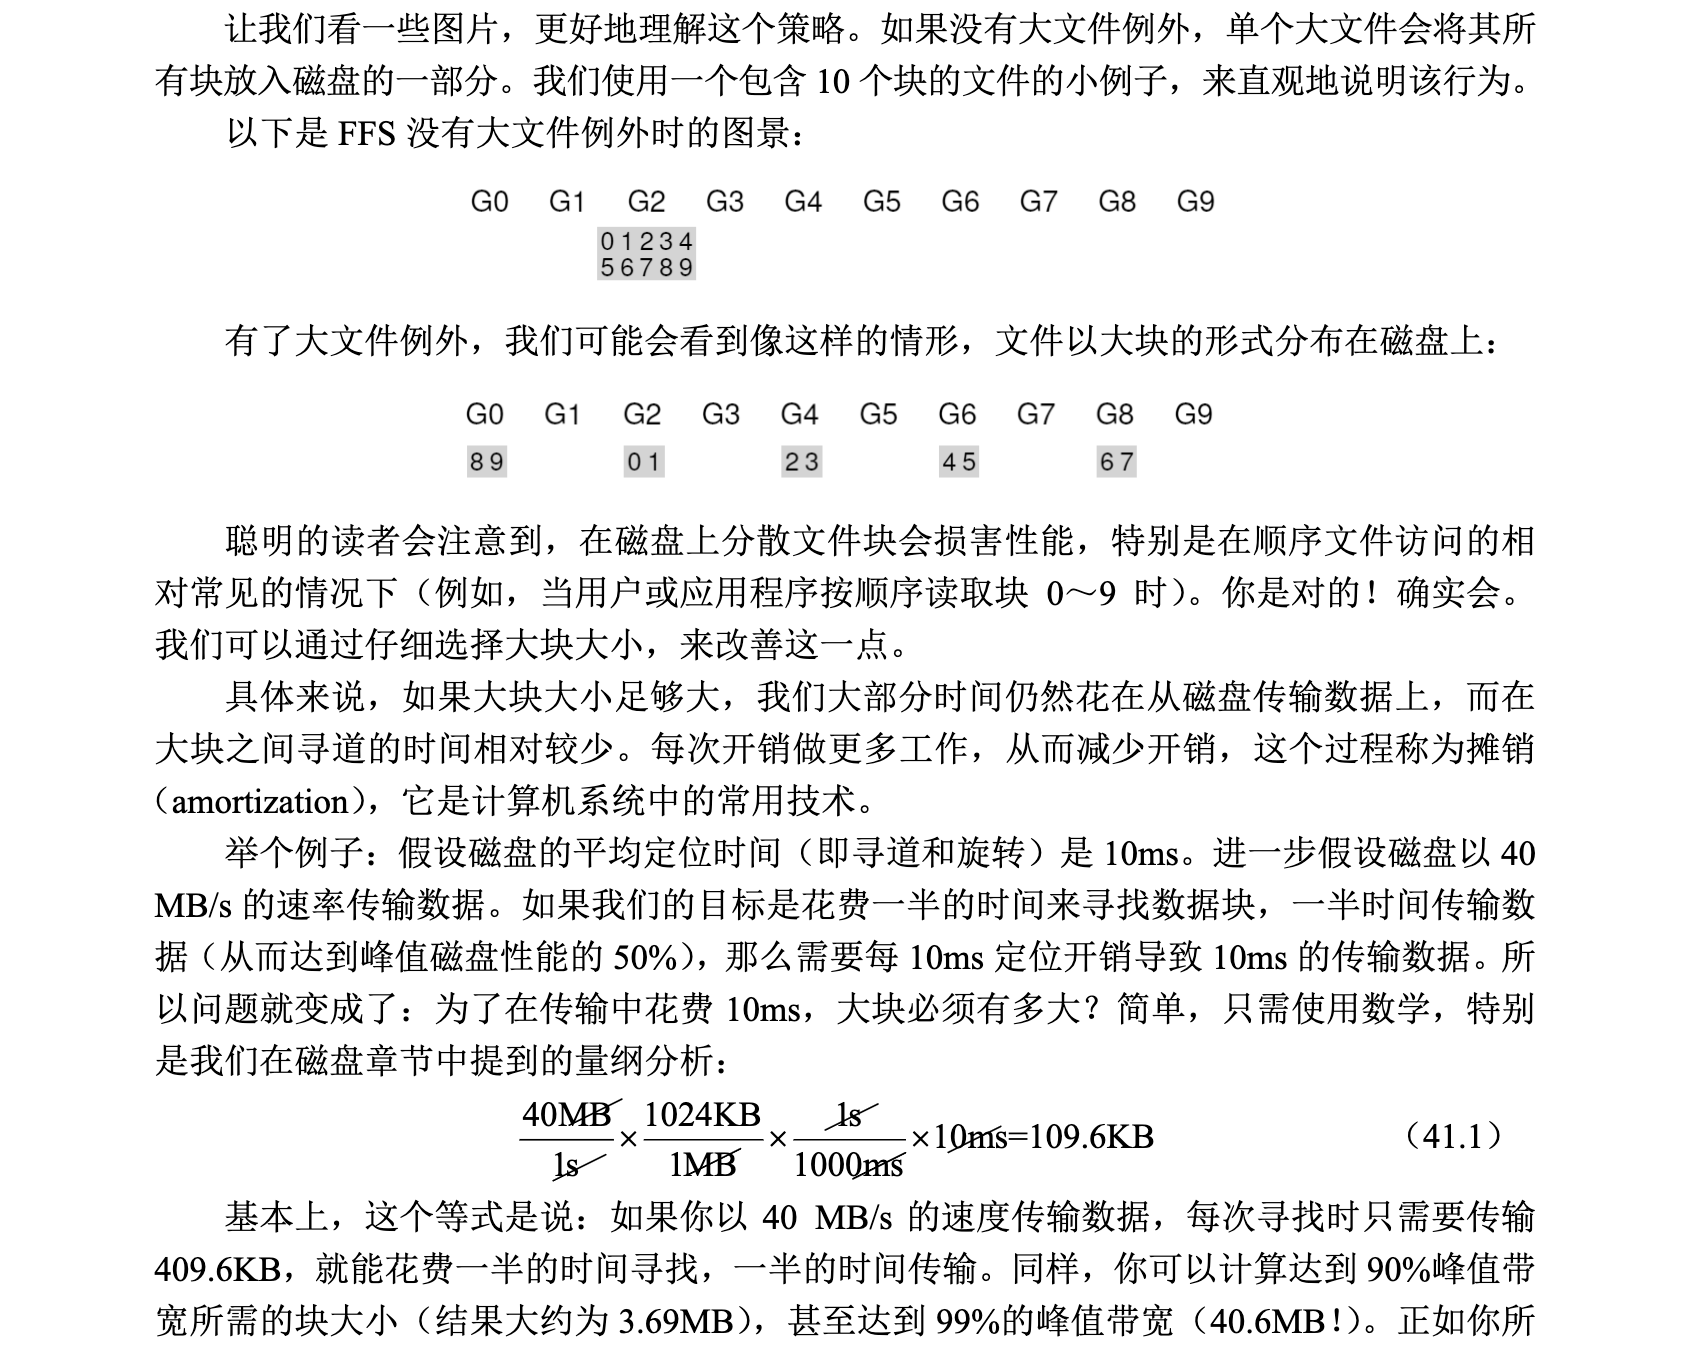 让我们看一些图片，更好地理解这个策略。如果没有大文件例外，单个大文件会将其所
有块放入磁盘的一部分。我们使用一个包含 10 个块的文件的小例子，来直观地说明该行为。
以下是 FFS 没有大文件例外时的图景：
G0 G1 G2 G3 G4 G5 G6 G7 G8 G9
0 1 2 3 4
5 6 7 8 9
有了大文件例外，我们可能会看到像这样的情形，文件以大块的形式分布在磁盘上：
G0 G1 G2 G3 G4 G5 G6 G7 G8 G9
8 9 0 1 2 3 4 5 6 7
聪明的读者会注意到，在磁盘上分散文件块会损害性能，特别是在顺序文件访问的相
对常见的情况下（例如，当用户或应用程序按顺序读取块 0～9 时）。你是对的！确实会。
我们可以通过仔细选择大块大小，来改善这一点。
具体来说，如果大块大小足够大，我们大部分时间仍然花在从磁盘传输数据上，而在
大块之间寻道的时间相对较少。每次开销做更多工作，从而减少开销，这个过程称为摊销
（amortization），它是计算机系统中的常用技术。
举个例子：假设磁盘的平均定位时间（即寻道和旋转）是 10ms。进一步假设磁盘以 40
MB/s 的速率传输数据。如果我们的目标是花费一半的时间来寻找数据块，一半时间传输数
据（从而达到峰值磁盘性能的 50%），那么需要每 10ms 定位开销导致 10ms 的传输数据。所
以问题就变成了：为了在传输中花费 10ms，大块必须有多大？简单，只需使用数学，特别
是我们在磁盘章节中提到的量纲分析：
40MB/1s × 1024KB/1MB × 1s/1000ms × 10ms=109.6KB （41.1）
基本上，这个等式是说：如果你以 40 MB/s 的速度传输数据，每次寻找时只需要传输
409.6KB，就能花费一半的时间寻找，一半的时间传输。同样，你可以计算达到 90%峰值带
宽所需的块大小（结果大约为 3.69MB），甚至达到 99%的峰值带宽（40.6MB！）。正如你所